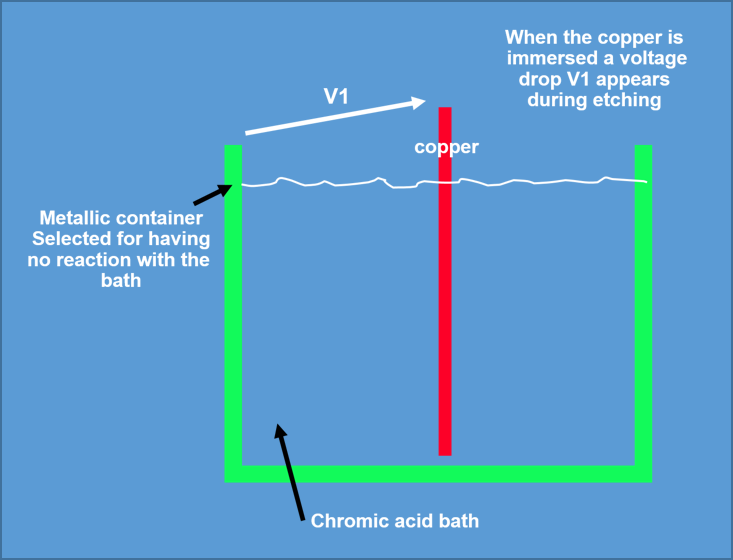 When the copper is
immersed a voltage
drop V1 appears
during etching
V1
copper
Metallic container
Selected for having
no reaction with the
bath
Chromic acid bath